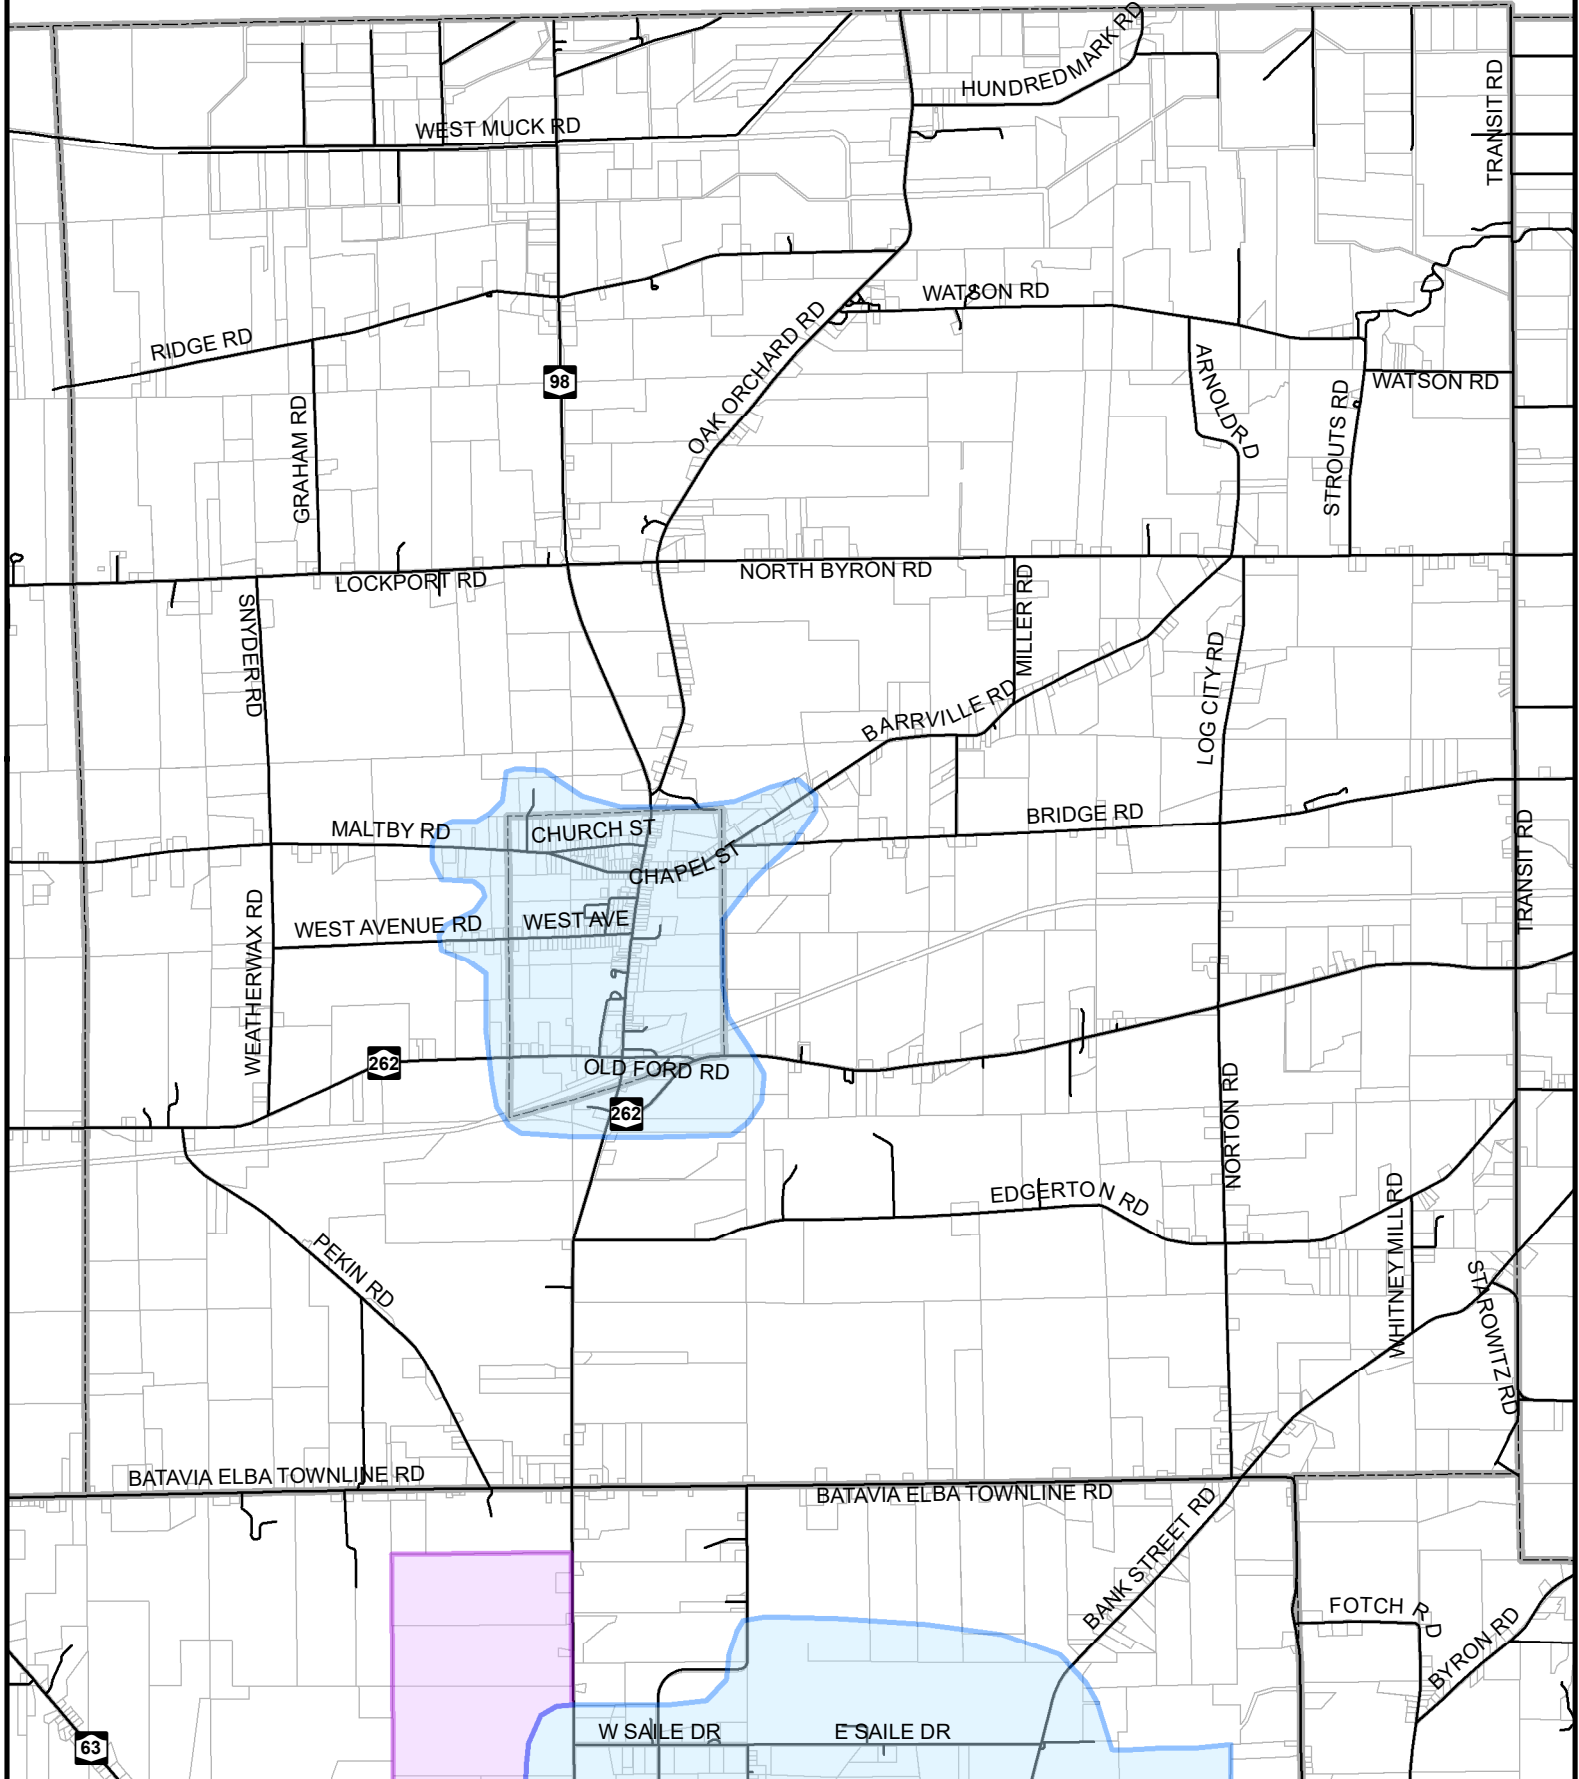 HUNDREDMARK RD
TRANSIT RD
WEST MUCK RD
WATSON RD
RIDGE RD
OAK ORCHARD RD
98
ARNOLD RD
WATSON RD
GRAHAM RD
STROUTS RD
LOCKPORT RD
NORTH BYRON RD
SNYDER RD
MILLER RD
LOG CITY RD
BARRVILLE RD
MALTBY RD
CHURCH ST
BRIDGE RD
CHAPEL ST
TRANSIT RD
WEST AVENUE RD
WEST AVE
WEATHERWAX RD
262
OLD FORD RD
262
NORTON RD
EDGERTON RD
WHITNEY MILL RD
PEKIN RD
STAROWITZ RD
BATAVIA ELBA TOWNLINE RD
BATAVIA ELBA TOWNLINE RD
BANK STREET RD
FOTCH RD
BYRON RD
W SAILE DR
E SAILE DR
63